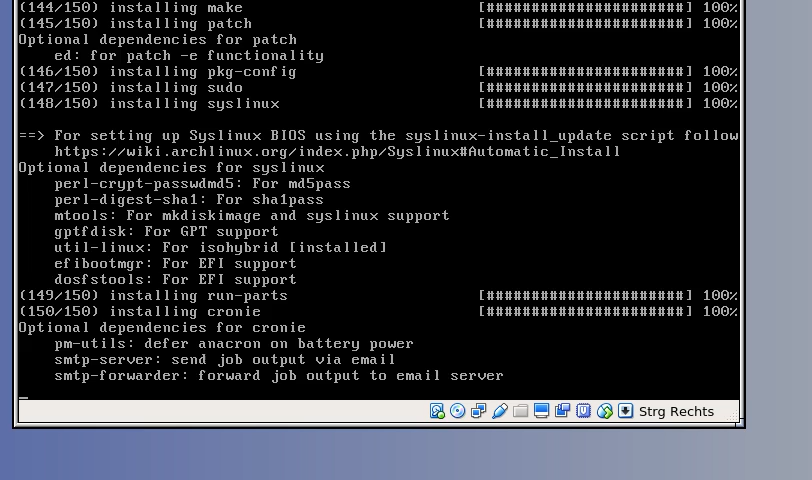 (144/150) installing make [######################] 100%
(145/150) installing patch [######################] 100%
Optional dependencies for patch
ed: for patch -e functionality
(146/150) installing pkg-config [######################] 100%
(147/150) installing sudo [######################] 100%
(148/150) installing syslinux [######################] 100%
==> For setting up Syslinux BIOS using the syslinux-install_update script follow
https://wiki.archlinux.org/index.php/Syslinux#Automatic_Install
Optional dependencies for syslinux
perl-crypt-passwdmd5: For md5pass
perl-digest-sha1: For sha1pass
mtools: For mkdiskimage and syslinux support
gptfdisk: For GPT support
util-linux: For isohybrid [installed]
efibootmgr: For EFI support
dosfstools: For EFI support
(149/150) installing run-parts [######################] 100%
(150/150) installing cronie [######################] 100%
Optional dependencies for cronie
pm-utils: defer anacron on battery power
smtp-server: send job output via email
smtp-forwarder: forward job output to email server
Strg Rechts